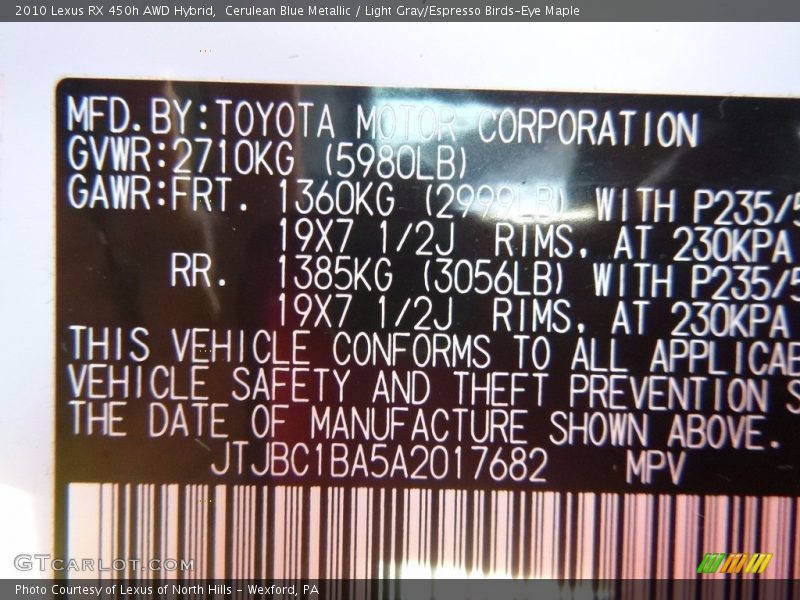 2010 Lexus RX 450h AWD Hybrid,  Cerulean Blue Metallic / Light Gray/Espresso Birds-Eye Maple
MFD.BY:TOYOTA MOTOR CORPORATION
GVWR:2710KG (5980LB)
GAWR:FRT. 1360KG (2999LB) WITH P235/5
19X7 1/2J RIMS, AT 230KPA
RR. 1385KG (3056LB) WITH P235/5
19X7 1/2J RIMS, AT 230KPA
THIS VEHICLE CONFORMS TO ALL APPLICAB
VEHICLE SAFETY AND THEFT PREVENTION S
THE DATE OF MANUFACTURE SHOWN ABOVE.
JTJBC1BA5A2017682 MPV
GTCARLOT.COM
Photo Courtesy of Lexus of North Hills - Wexford, PA